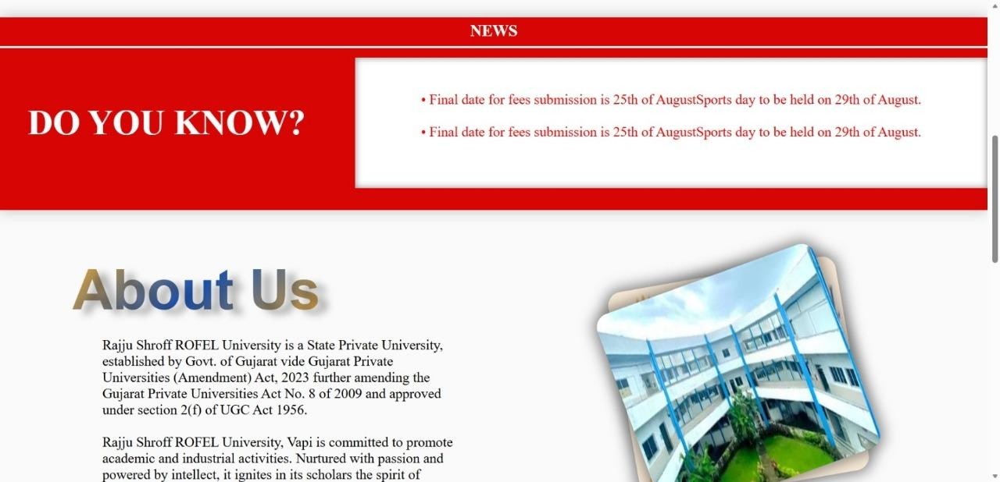 NEWS
DO YOU KNOW?
• Final date for fees submission is 25th of AugustSports day to be held on 29th of August.
• Final date for fees submission is 25th of AugustSports day to be held on 29th of August.
About Us
Rajju Shroff ROFEL University is a State Private University,
established by Govt. of Gujarat vide Gujarat Private
Universities (Amendment) Act, 2023 further amending the
Gujarat Private Universities Act No. 8 of 2009 and approved
under section 2(f) of UGC Act 1956.
Rajju Shroff ROFEL University, Vapi is committed to promote
academic and industrial activities. Nurtured with passion and
powered by intellect, it ignites in its scholars the spirit of